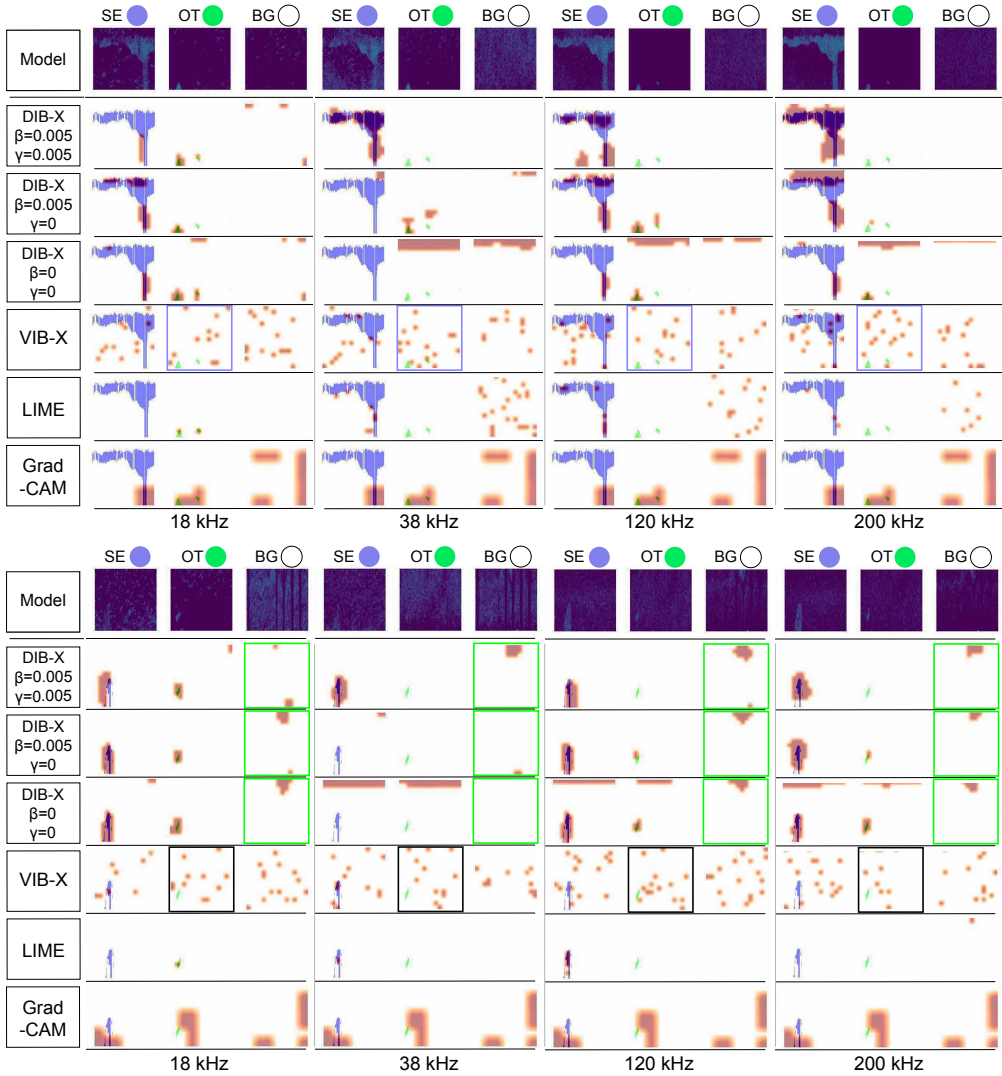 SE OT BG SE OT BG SE OT BG SE OT BG
Model
DIB-X
β=0.005
γ=0.005
DIB-X
β=0.005
γ=0
DIB-X
β=0
γ=0
VIB-X
LIME
Grad
-CAM
18 kHz 38 kHz 120 kHz 200 kHz
SE OT BG SE OT BG SE OT BG SE OT BG
Model
DIB-X
β=0.005
γ=0.005
DIB-X
β=0.005
γ=0
DIB-X
β=0
γ=0
VIB-X
LIME
Grad
-CAM
18 kHz 38 kHz 120 kHz 200 kHz